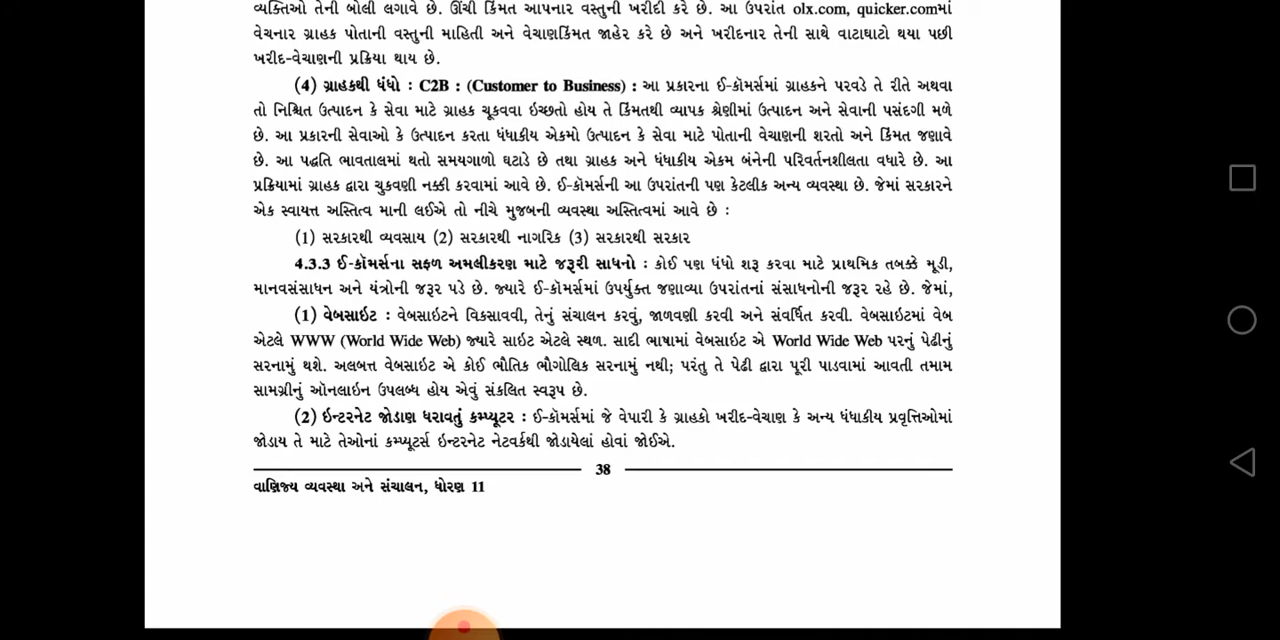 વ્યક્તિઓ તેની બોલી લગાવે છે. ઊંચી કિંમત આપનાર વસ્તુની ખરીદી કરે છે. આ ઉપરાંત olx.com, quicker.comમાં
વેચનાર ગ્રાહક પોતાની વસ્તુની માહિતી અને વેચાણકિંમત જાહેર કરે છે અને ખરીદનાર તેની સાથે વાટાઘાટો થયા પછી
ખરીદ-વેચાણની પ્રક્રિયા થાય છે.
(4) ગ્રાહકથી ધંધો : C2B : (Customer to Business) : આ પ્રકારના ઈ-કૉમર્સમાં ગ્રાહકને પરવડે તે રીતે અથવા
તો નિશ્ચિત ઉત્પાદન કે સેવા માટે ગ્રાહક ચૂકવવા ઇચ્છતો હોય તે કિંમતથી વ્યાપક શ્રેણીમાં ઉત્પાદન અને સેવાની પસંદગી મળે
છે. આ પ્રકારની સેવાઓ કે ઉત્પાદન કરતા ધંધાકીય એકમો ઉત્પાદન કે સેવા માટે પોતાની વેચાણની શરતો અને કિંમત જણાવે
છે. આ પદ્ધતિ ભાવતાલમાં થતો સમયગાળો ઘટાડે છે તથા ગ્રાહક અને ધંધાકીય એકમ બંનેની પરિવર્તનશીલતા વધારે છે. આ
પ્રક્રિયામાં ગ્રાહક દ્વારા ચુકવણી નક્કી કરવામાં આવે છે. ઈ-કૉમર્સની આ ઉપરાંતની પણ કેટલીક અન્ય વ્યવસ્થા છે. જેમાં સરકારને
એક સ્વાયત્ત અસ્તિત્વ માની લઈએ તો નીચે મુજબની વ્યવસ્થા અસ્તિત્વમાં આવે છે :
(1) સરકારથી વ્યવસાય (2) સરકારથી નાગરિક (3) સરકારથી સરકાર
4.3.3 ઈ-કૉમર્સના સફળ અમલીકરણ માટે જરૂરી સાધનો : કોઈ પણ ધંધો શરૂ કરવા માટે પ્રાથમિક તબક્કે મૂડી,
માનવસંસાધન અને યંત્રોની જરૂર પડે છે. જ્યારે ઈ-કૉમર્સમાં ઉપર્યુક્ત જણાવ્યા ઉપરાંતનાં સંસાધનોની જરૂર રહે છે. જેમાં,
(1) વેબસાઇટ : વેબસાઇટને વિકસાવવી, તેનું સંચાલન કરવું, જાળવણી કરવી અને સંવર્ધિત કરવી. વેબસાઇટમાં વેબ
એટલે WWW (World Wide Web) જ્યારે સાઇટ એટલે સ્થળ. સાદી ભાષામાં વેબસાઇટ એ World Wide Web પરનું પેઢીનું
સરનામું થશે. અલબત્ત વેબસાઇટ એ કોઈ ભૌતિક ભૌગોલિક સરનામું નથી; પરંતુ તે પેઢી દ્વારા પૂરી પાડવામાં આવતી તમામ
સામગ્રીનું ઑનલાઇન ઉપલબ્ધ હોય એવું સંકલિત સ્વરૂપ છે.
(2) ઇન્ટરનેટ જોડાણ ધરાવતું કમ્પ્યૂટર : ઈ-કૉમર્સમાં જે વેપારી કે ગ્રાહકો ખરીદ-વેચાણ કે અન્ય ધંધાકીય પ્રવૃત્તિઓમાં
જોડાય તે માટે તેઓનાં કમ્પ્યૂટર્સ ઇન્ટરનેટ નેટવર્કથી જોડાયેલાં હોવાં જોઈએ.
38
વાણિજ્ય વ્યવસ્થા અને સંચાલન, ધોરણ 11